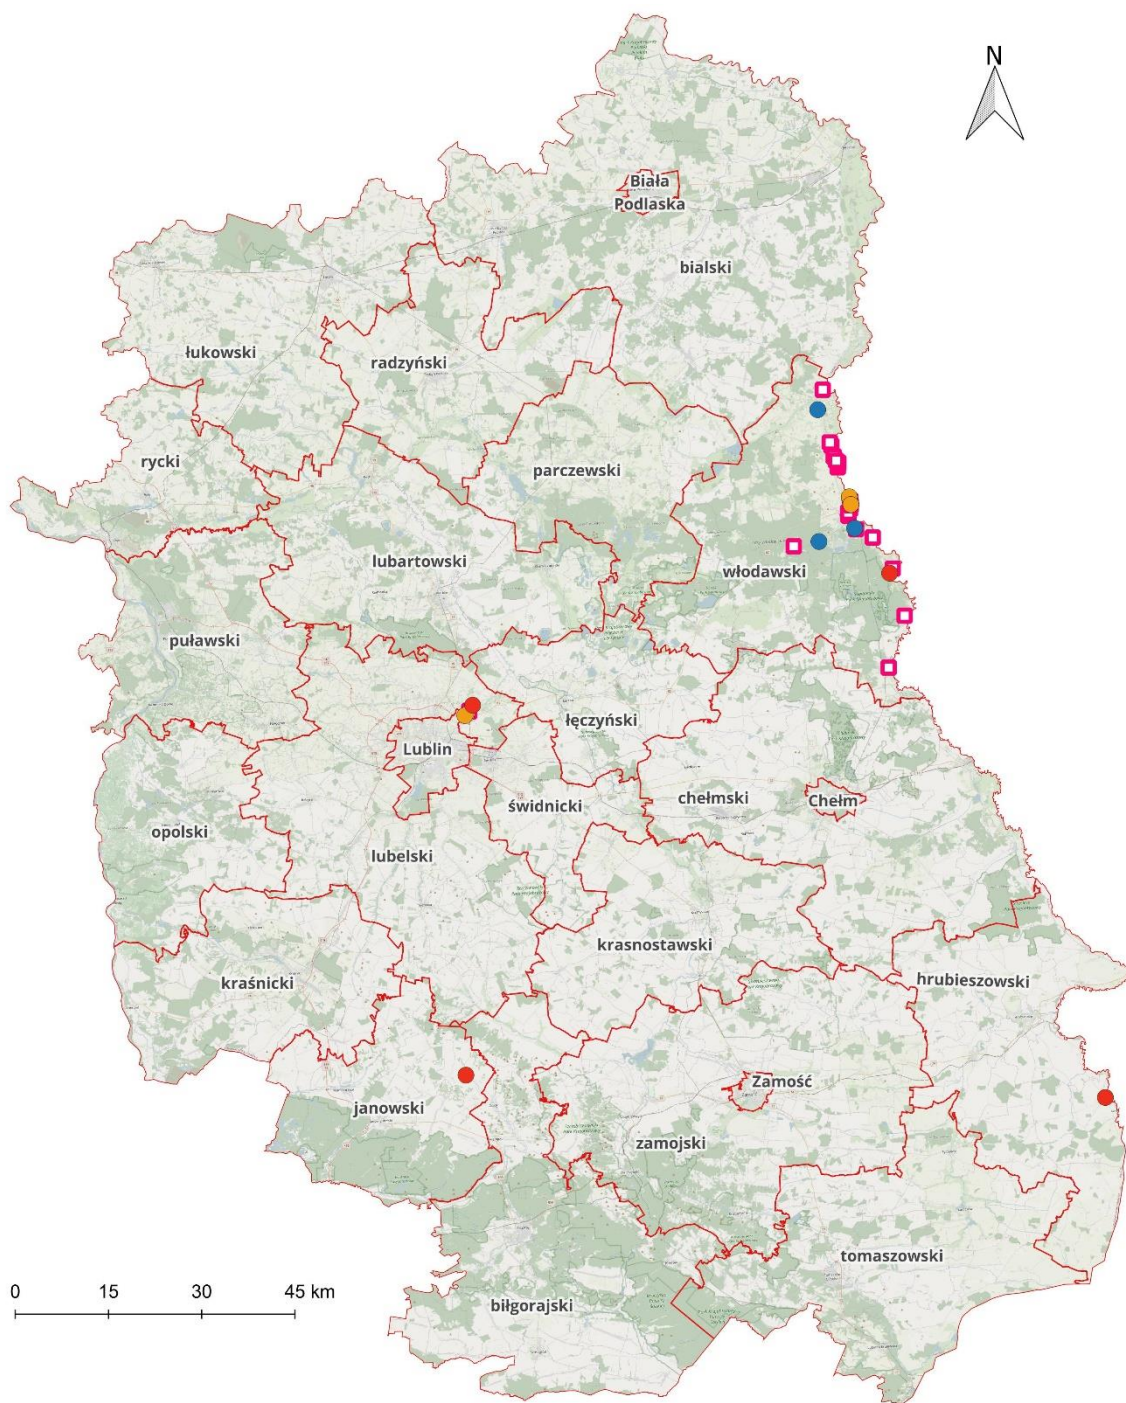 N
Biała
Podlaska
bialski
łukowski
radzyński
rycki
parczewski
lubartowski
włodawski
puławski
łęczyński
Lublin
chełmski
Chełm
świdnicki
opolski
lubelski
krasnostawski
hrubieszowski
kraśnicki
Zamość
janowski
zamojski
tomaszowski
biłgorajski
0 15 30 45 km